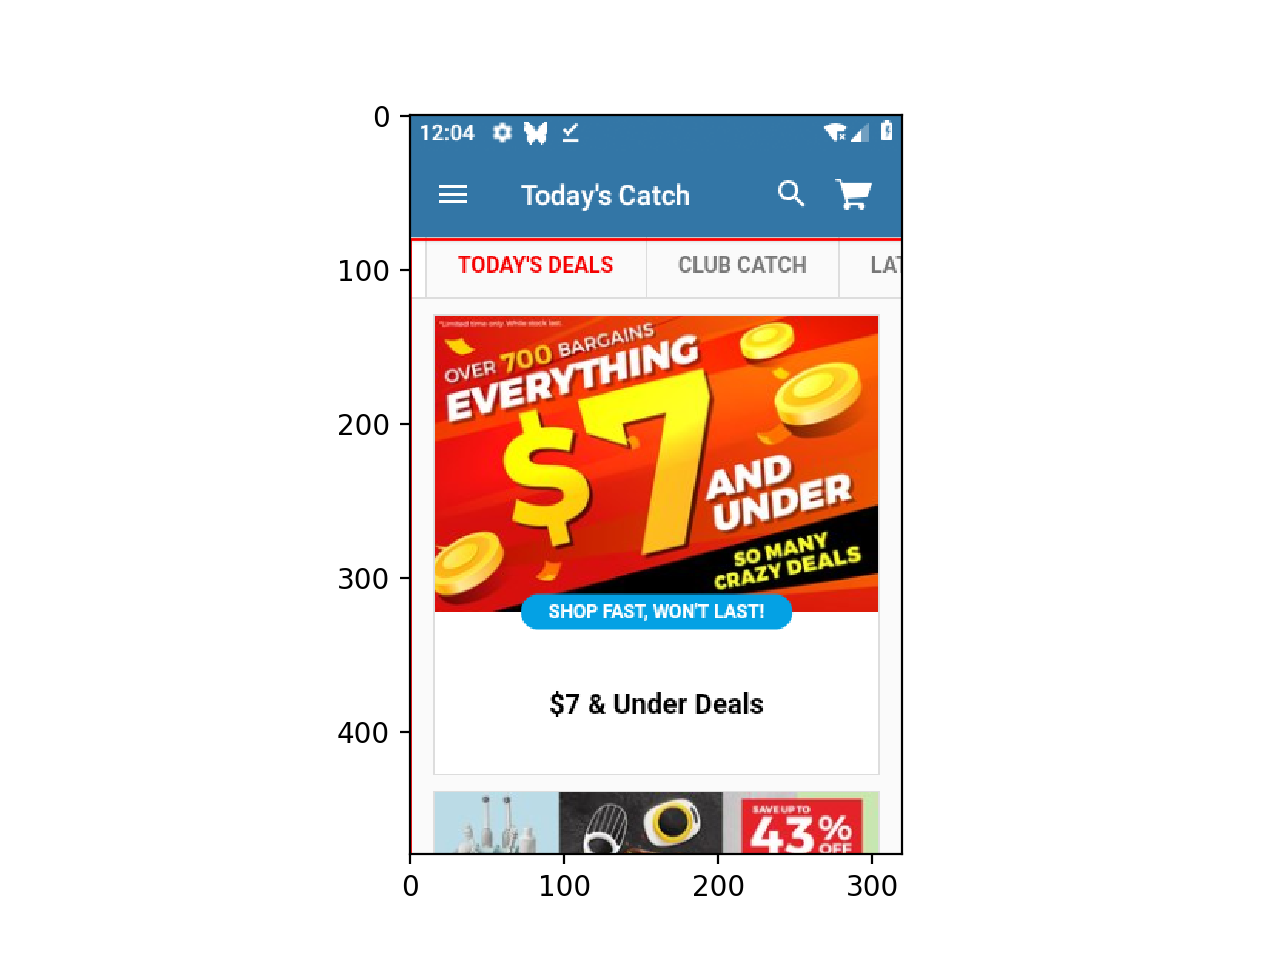 0
12:04
Today's Catch
TODAY'S DEALS
CLUB CATCH
LAT
100
*Limited time only. While stock last.
OVER 700 BARGAINS
EVERYTHING
$7
AND
UNDER
200
SO MANY
CRAZY DEALS
300
SHOP FAST, WON'T LAST!
$7 & Under Deals
400
SAVE UP TO
43%
OFF
0 100 200 300